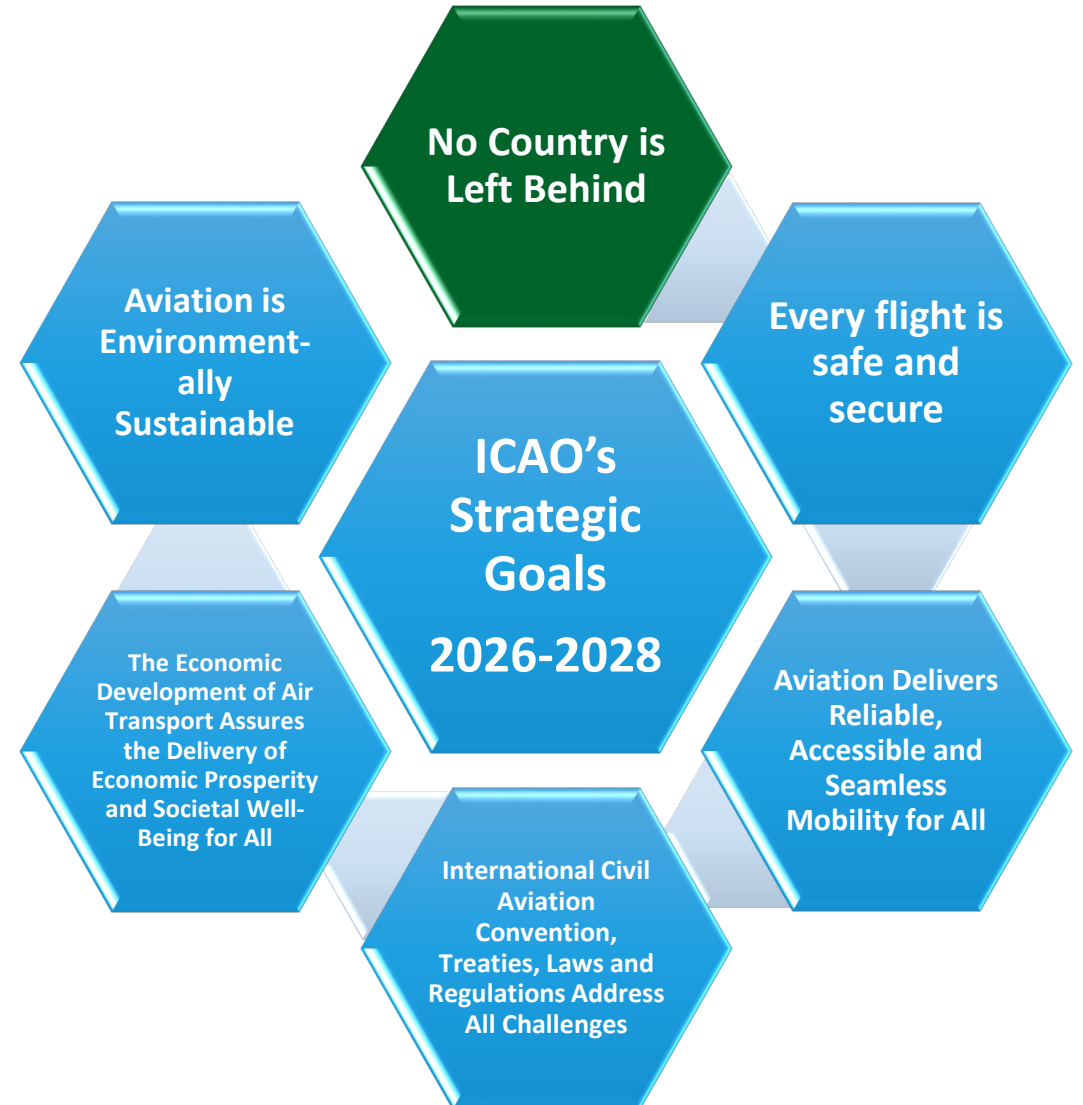 No Country is
Left Behind
Every flight is
safe and
secure
Aviation Delivers
Reliable,
Accessible and
Seamless
Mobility for All
International Civil
Aviation
Convention,
Treaties, Laws and
Regulations Address
All Challenges
The Economic
Development of Air
Transport Assures
the Delivery of
Economic Prosperity
and Societal Well-
Being for All
Aviation is
Environment-
ally
Sustainable
ICAO’s
Strategic
Goals
2026-2028